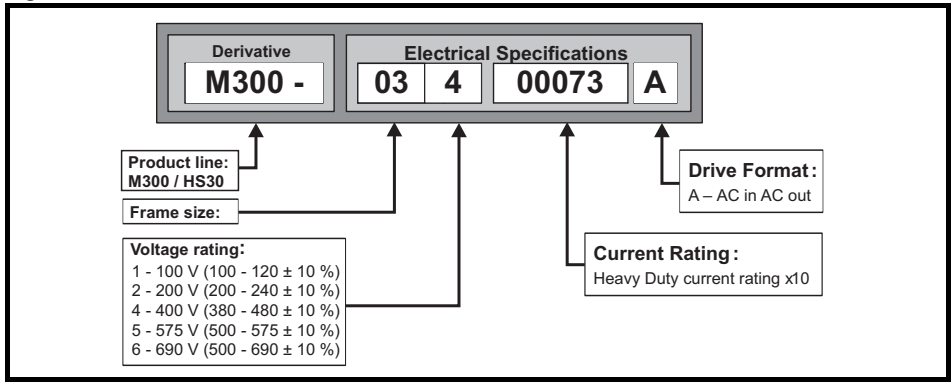 Derivative
Electrical Specifications
M300 -
03
4
00073
A
Product line:
M300 / HS30
Frame size:
Voltage rating:
1 - 100 V (100 - 120 ± 10 %)
2 - 200 V (200 - 240 ± 10 %)
4 - 400 V (380 - 480 ± 10 %)
5 - 575 V (500 - 575 ± 10 %)
6 - 690 V (500 - 690 ± 10 %)
Drive Format:
A – AC in AC out
Current Rating:
Heavy Duty current rating x10